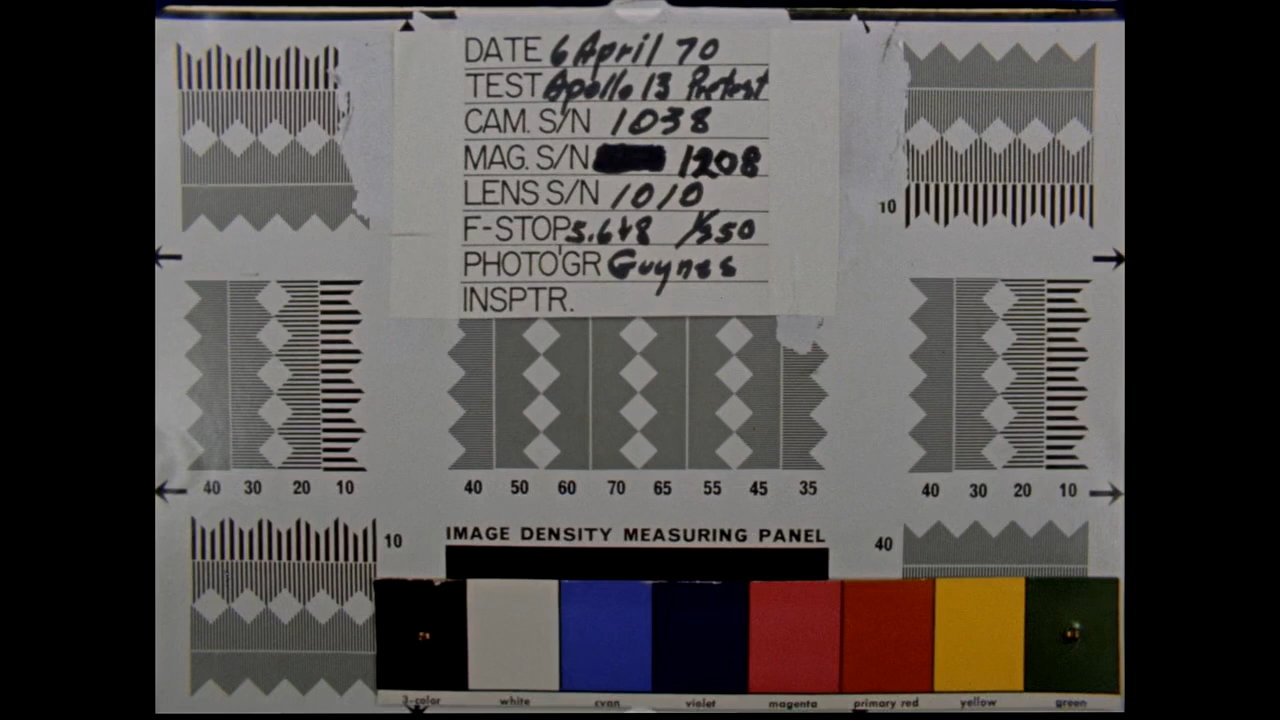 DATE 6 April 70
TEST Apollo 13 Pretest
CAM. S/N 1038
MAG. S/N 1208
LENS S/N 1010
10
F-STOP 5.6+8 1/250
PHOTO'GR Guynes
INSPTR.
40 30 20 10
40 50 60 70 65 55 45 35
40 30 20 10
10
IMAGE DENSITY MEASURING PANEL
40
3-color white cyan violet magenta primary red yellow green